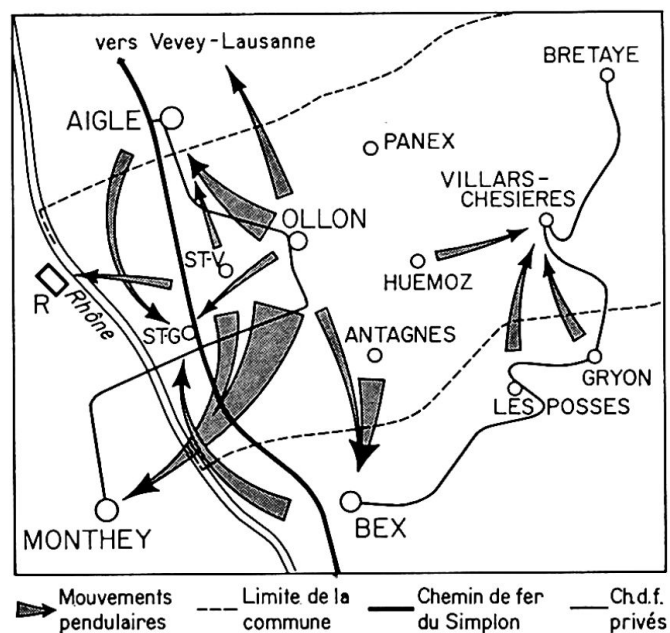 vers Vevey-Lausanne
BRETAYE
AIGLE
PANEX
VILLARS-
CHESIERES
OLLON
ST-V.
HUEMOZ
R
Rhône
ST-G
ANTAGNES
GRYON
LES POSSES
MONTHEY
BEX
Mouvements
pendulaires
Limite de la
commune
Chemin de fer
du Simplon
Ch.d.f.
privés